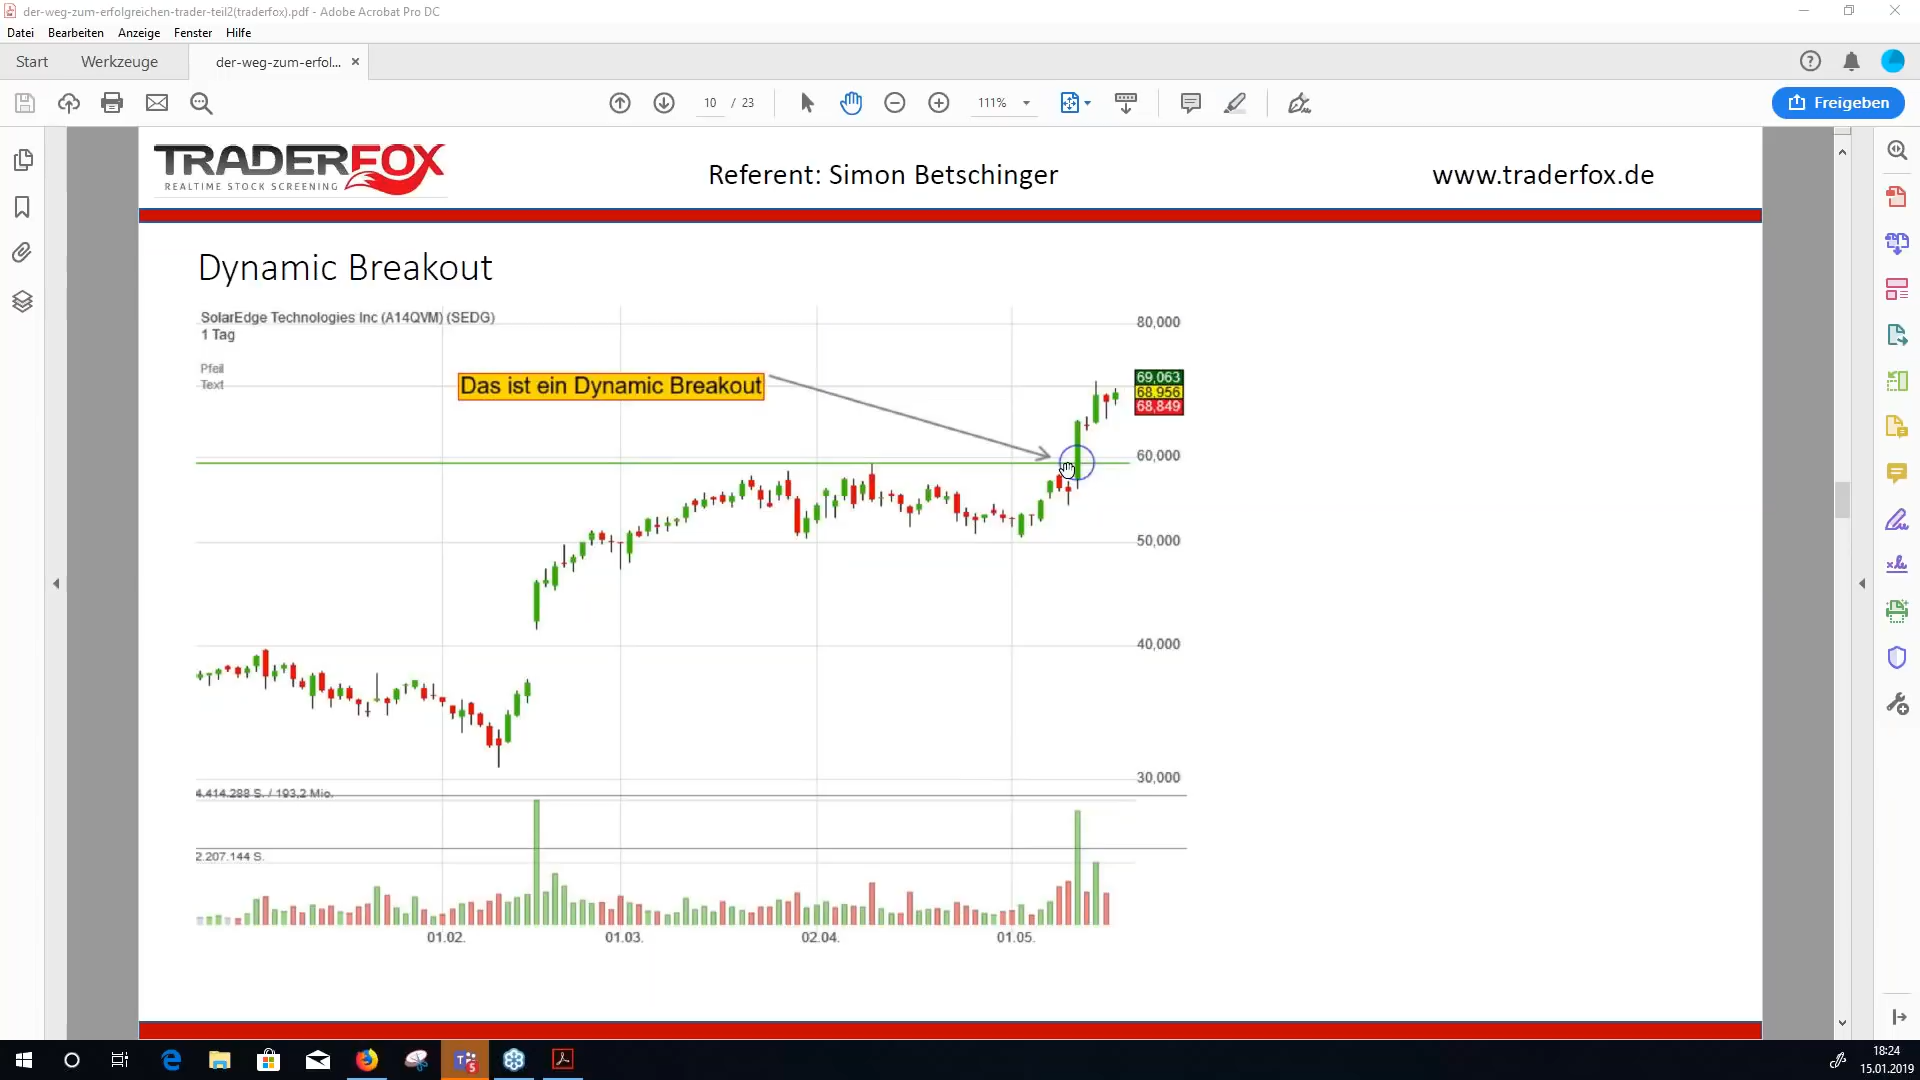 der-weg-zum-erfolgreichen-trader-teil2(traderfox).pdf - Adobe Acrobat Pro DC
Datei Bearbeiten Anzeige Fenster Hilfe
Start Werkzeuge der-weg-zum-erfol... ×
10 / 23 111% Freigeben
TRADERFOX
REALTIME STOCK SCREENING
Referent: Simon Betschinger
www.traderfox.de
Dynamic Breakout
SolarEdge Technologies Inc (A14QVM) (SEDG)
1 Tag
Pfeil
Text
Das ist ein Dynamic Breakout
80,000
69,063
68,956
68,849
60,000
50,000
40,000
30,000
4.414.288 S. / 193,2 Mio.
2.207.144 S.
01.02. 01.03. 02.04. 01.05.
18:24
15.01.2019